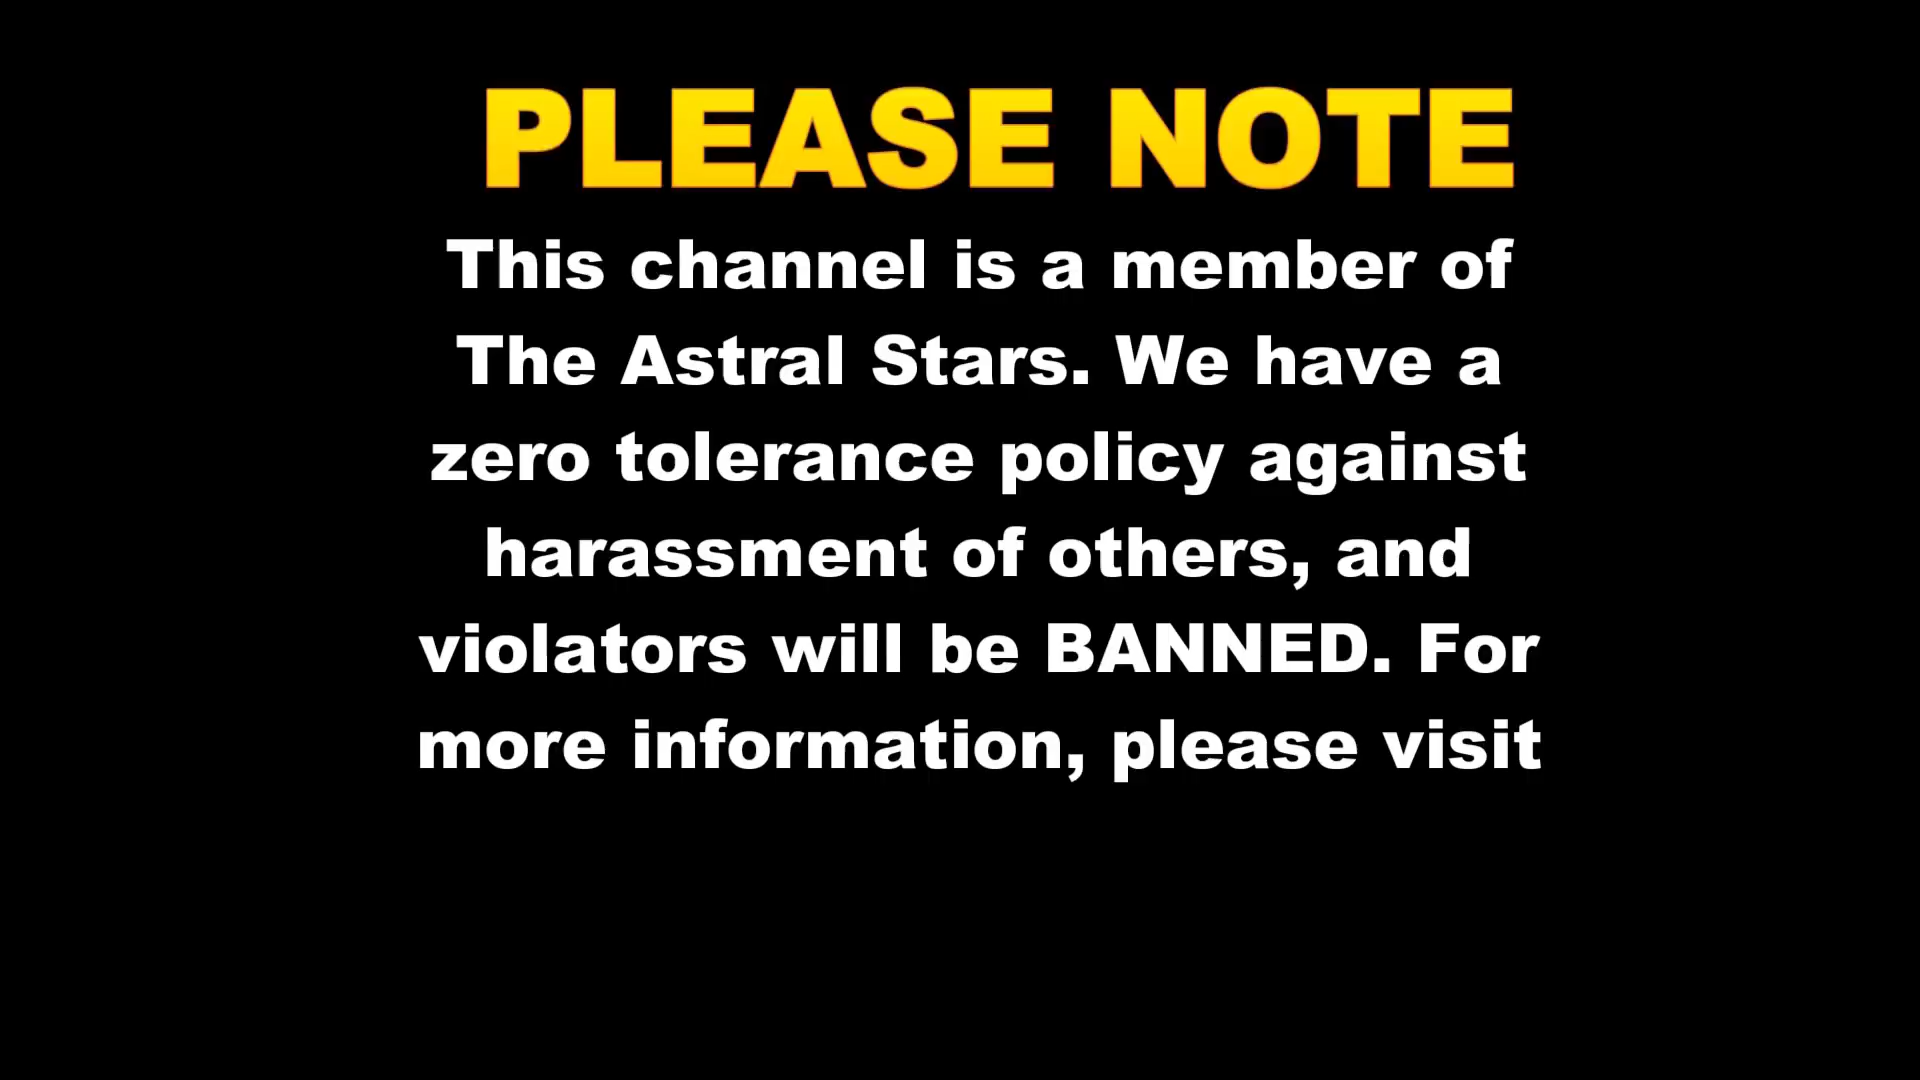 PLEASE NOTE
This channel is a member of
The Astral Stars. We have a
zero tolerance policy against
harassment of others, and
violators will be BANNED. For
more information, please visit